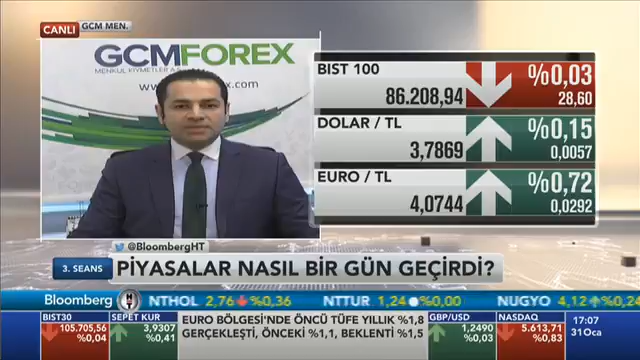 CANLI
GCM MEN.
GCMFOREX
MENKUL KIYMETLER A.Ş.
BIST 100
86.208,94
%0,03
28,60
DOLAR / TL
3,7869
%0,15
0,0057
EURO / TL
4,0744
%0,72
0,0292
@BloombergHT
3. SEANS
PİYASALAR NASIL BİR GÜN GEÇİRDİ?
Bloomberg HT
NTHOL 2,76 %0,36 NTTUR 1,24 %0,00 NUGYO 4,12 %0,24
BIST30
105.705,56
%0,04
SEPET KUR
3,9307
%0,41
EURO BÖLGESİ'NDE ÖNCÜ TÜFE YILLIK %1,8
GERÇEKLEŞTİ, ÖNCEKİ %1,1, BEKLENTİ %1,5
GBP/USD
1,2490
%0,03
NASDAQ
5.613,71
%0,83
17:07
31Oca